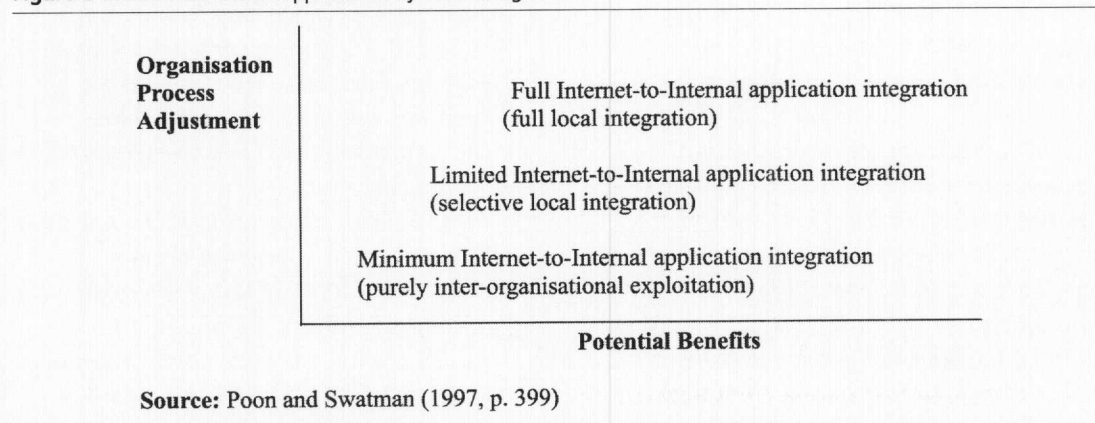 Organisation
Process
Adjustment
Full Internet-to-Internal application integration
(full local integration)
Limited Internet-to-Internal application integration
(selective local integration)
Minimum Internet-to-Internal application integration
(purely inter-organisational exploitation)
Potential Benefits
Source: Poon and Swatman (1997, p. 399)